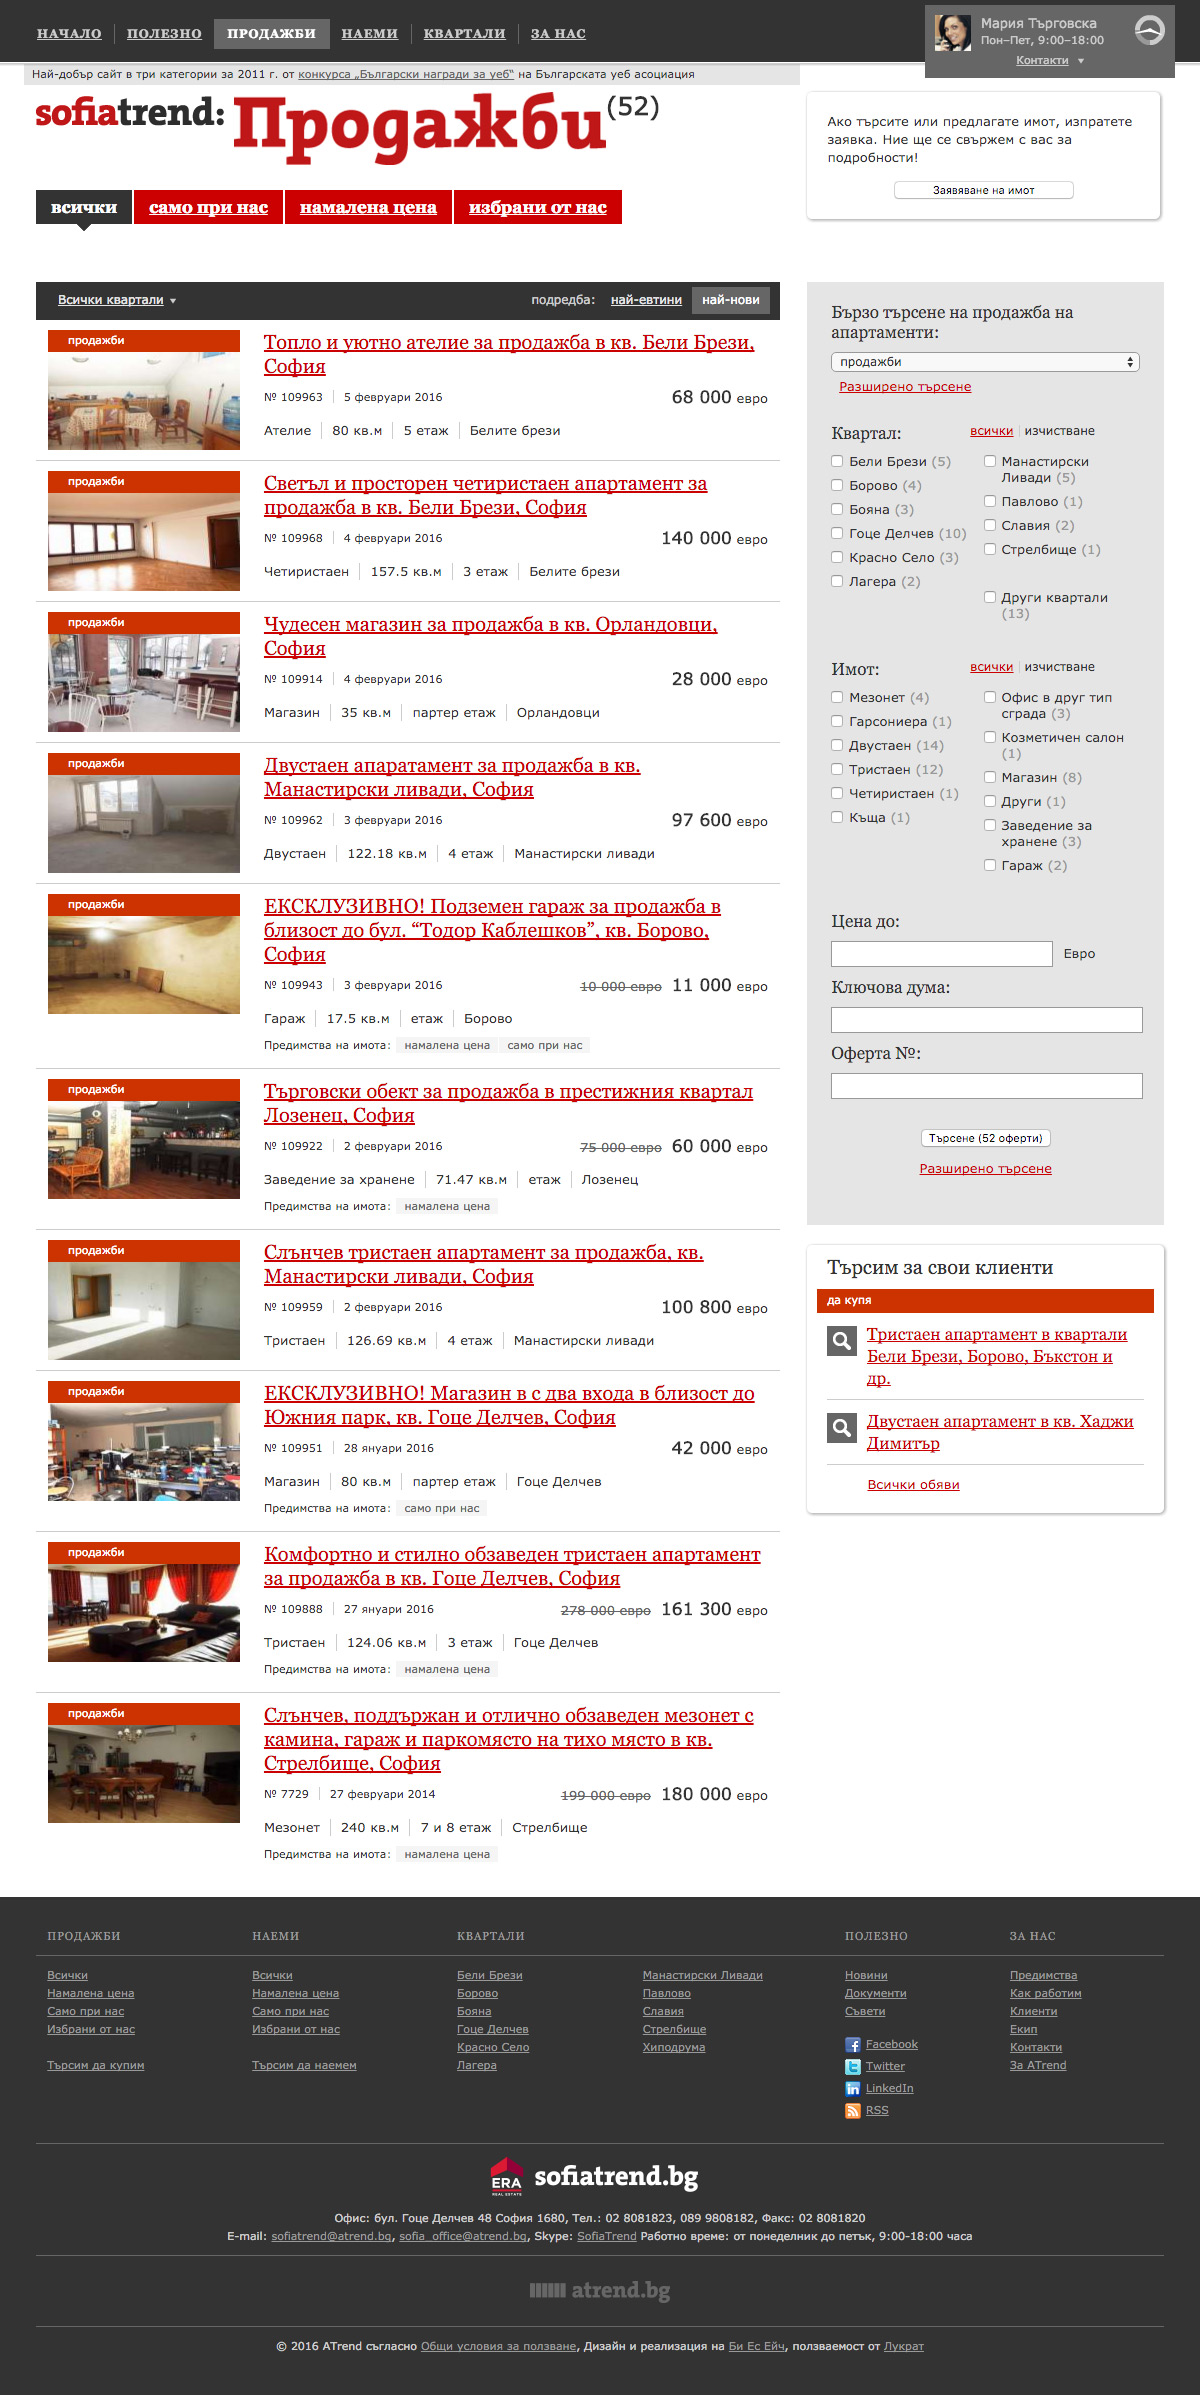 НАЧАЛО
ПОЛЕЗНО
ПРОДАЖБИ
НАЕМИ
КВАРТАЛИ
ЗА НАС
Мария Търговска
Пон–Пет, 9:00–18:00
Контакти
Най-добър сайт в три категории за 2011 г. от конкурса „Български награди за уеб“ на Българската уеб асоциация
sofiatrend: Продажби (52)
Ако търсите или предлагате имот, изпратете
заявка. Ние ще се свържем с вас за
подробности!
Заявяване на имот
всички
само при нас
намалена цена
избрани от нас
Всички квартали
подредба: най-евтини най-нови
продажби
Топло и уютно ателие за продажба в кв. Бели Брези,
София
№ 109963 5 февруари 2016 68 000 евро
Ателие 80 кв.м 5 етаж Белите брези
продажби
Светъл и просторен четиристаен апартамент за
продажба в кв. Бели Брези, София
№ 109968 4 февруари 2016 140 000 евро
Четиристаен 157.5 кв.м 3 етаж Белите брези
продажби
Чудесен магазин за продажба в кв. Орландовци,
София
№ 109914 4 февруари 2016 28 000 евро
Магазин 35 кв.м партер етаж Орландовци
продажби
Двустаен апаратамент за продажба в кв.
Манастирски ливади, София
№ 109962 3 февруари 2016 97 600 евро
Двустаен 122.18 кв.м 4 етаж Манастирски ливади
продажби
ЕКСКЛУЗИВНО! Подземен гараж за продажба в
близост до бул. “Тодор Каблешков”, кв. Борово,
София
№ 109943 3 февруари 2016 10 000 евро 11 000 евро
Гараж 17.5 кв.м етаж Борово
Предимства на имота: намалена цена само при нас
продажби
Търговски обект за продажба в престижния квартал
Лозенец, София
№ 109922 2 февруари 2016 75 000 евро 60 000 евро
Заведение за хранене 71.47 кв.м етаж Лозенец
Предимства на имота: намалена цена
продажби
Слънчев тристаен апартамент за продажба, кв.
Манастирски ливади, София
№ 109959 2 февруари 2016 100 800 евро
Тристаен 126.69 кв.м 4 етаж Манастирски ливади
продажби
ЕКСКЛУЗИВНО! Магазин в с два входа в близост до
Южния парк, кв. Гоце Делчев, София
№ 109951 28 януари 2016 42 000 евро
Магазин 80 кв.м партер етаж Гоце Делчев
Предимства на имота: само при нас
продажби
Комфортно и стилно обзаведен тристаен апартамент
за продажба в кв. Гоце Делчев, София
№ 109888 27 януари 2016 278 000 евро 161 300 евро
Тристаен 124.06 кв.м 3 етаж Гоце Делчев
Предимства на имота: намалена цена
продажби
Слънчев, поддържан и отлично обзаведен мезонет с
камина, гараж и паркомясто на тихо място в кв.
Стрелбище, София
№ 7729 27 февруари 2014 199 000 евро 180 000 евро
Мезонет 240 кв.м 7 и 8 етаж Стрелбище
Предимства на имота: намалена цена
Бързо търсене на продажба на
апартаменти:
продажби
Разширено търсене
Квартал: всички изчистване
Бели Брези (5)
Борово (4)
Бояна (3)
Гоце Делчев (10)
Красно Село (3)
Лагера (2)
Манастирски
Ливади (5)
Павлово (1)
Славия (2)
Стрелбище (1)
Други квартали
(13)
Имот: всички изчистване
Мезонет (4)
Гарсониера (1)
Двустаен (14)
Тристаен (12)
Четиристаен (1)
Къща (1)
Офис в друг тип
сграда (3)
Козметичен салон
(1)
Магазин (8)
Други (1)
Заведение за
хранене (3)
Гараж (2)
Цена до:
Евро
Ключова дума:
Оферта №:
Търсене (52 оферти)
Разширено търсене
Търсим за свои клиенти
да купя
Тристаен апартамент в квартали
Бели Брези, Борово, Бъкстон и
др.
Двустаен апартамент в кв. Хаджи
Димитър
Всички обяви
ПРОДАЖБИ
Всички
Намалена цена
Само при нас
Избрани от нас
Търсим да купим
НАЕМИ
Всички
Намалена цена
Само при нас
Избрани от нас
Търсим да наемем
КВАРТАЛИ
Бели Брези
Борово
Бояна
Гоце Делчев
Красно Село
Лагера
Манастирски Ливади
Павлово
Славия
Стрелбище
Хиподрума
ПОЛЕЗНО
Новини
Документи
Съвети
Facebook
Twitter
LinkedIn
RSS
ЗА НАС
Предимства
Как работим
Клиенти
Екип
Контакти
За ATrend
ERA
REAL ESTATE
sofiatrend.bg
Офис: бул. Гоце Делчев 48 София 1680, Тел.: 02 8081823, 089 9808182, Факс: 02 8081820
E-mail: sofiatrend@atrend.bg, sofia_office@atrend.bg, Skype: SofiaTrend Работно време: от понеделник до петък, 9:00-18:00 часа
atrend.bg
© 2016 ATrend съгласно Общи условия за ползване, Дизайн и реализация на Би Ес Ейч, ползваемост от Лукрат